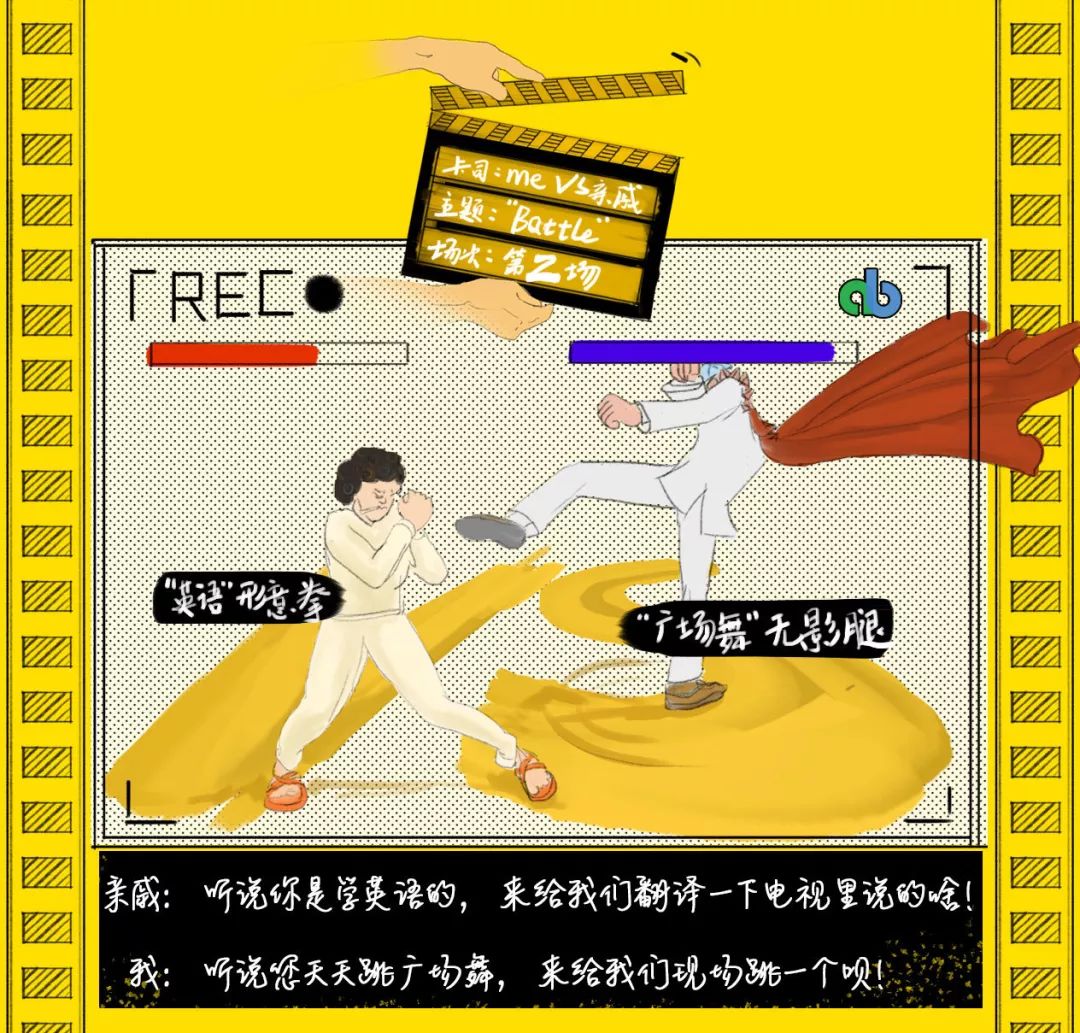 卡司：me VS 亲戚
主题："Battle"
场次：第2场
REC
ab
"英语"形意拳
"广场舞"无影腿
亲戚： 听说你是学英语的，来给我们翻译一下电视里说的啥！
我： 听说您天天跳广场舞，来给我们现场跳一个呗！